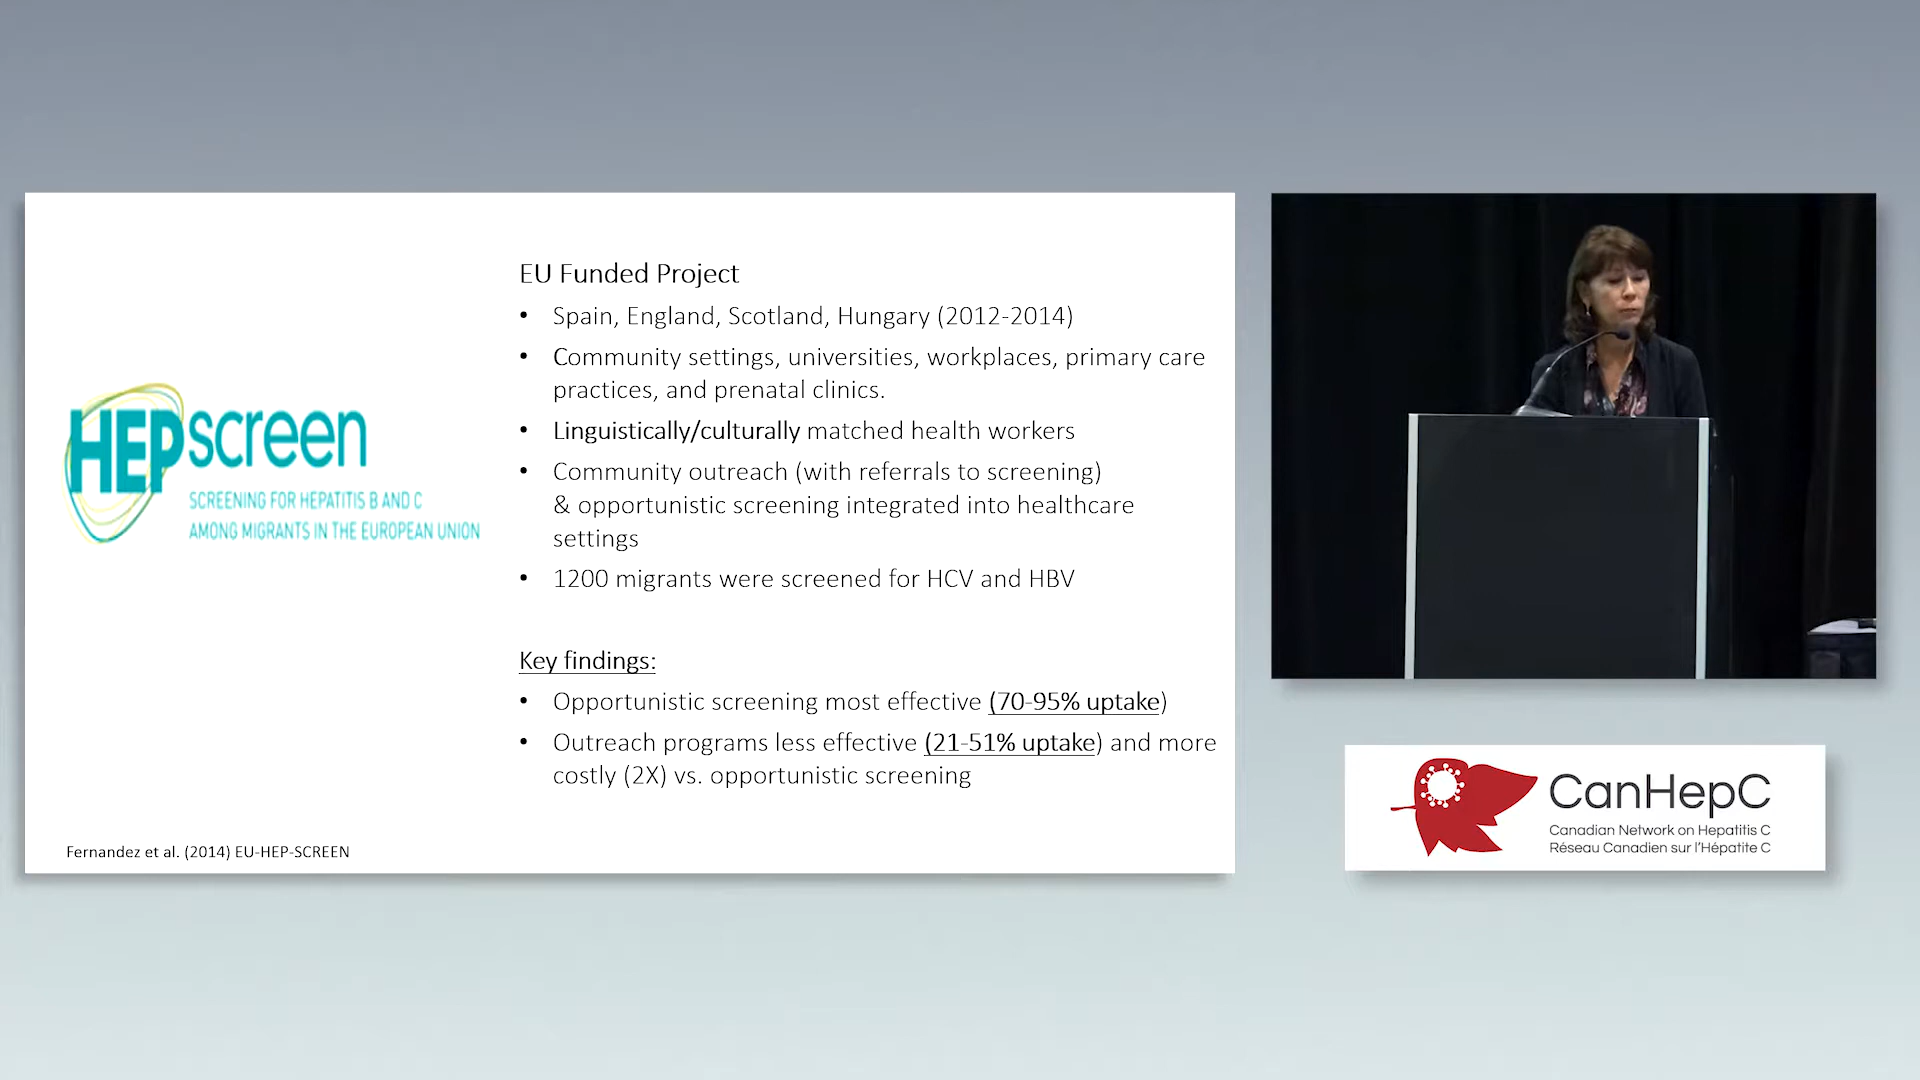 EU Funded Project
• Spain, England, Scotland, Hungary (2012-2014)
• Community settings, universities, workplaces, primary care
practices, and prenatal clinics.
• Linguistically/culturally matched health workers
• Community outreach (with referrals to screening)
& opportunistic screening integrated into healthcare
settings
• 1200 migrants were screened for HCV and HBV
Key findings:
• Opportunistic screening most effective (70-95% uptake)
• Outreach programs less effective (21-51% uptake) and more
costly (2X) vs. opportunistic screening
HEPscreen
SCREENING FOR HEPATITIS B AND C
AMONG MIGRANTS IN THE EUROPEAN UNION
Fernandez et al. (2014) EU-HEP-SCREEN
CanHepC
Canadian Network on Hepatitis C
Réseau Canadien sur l'Hépatite C